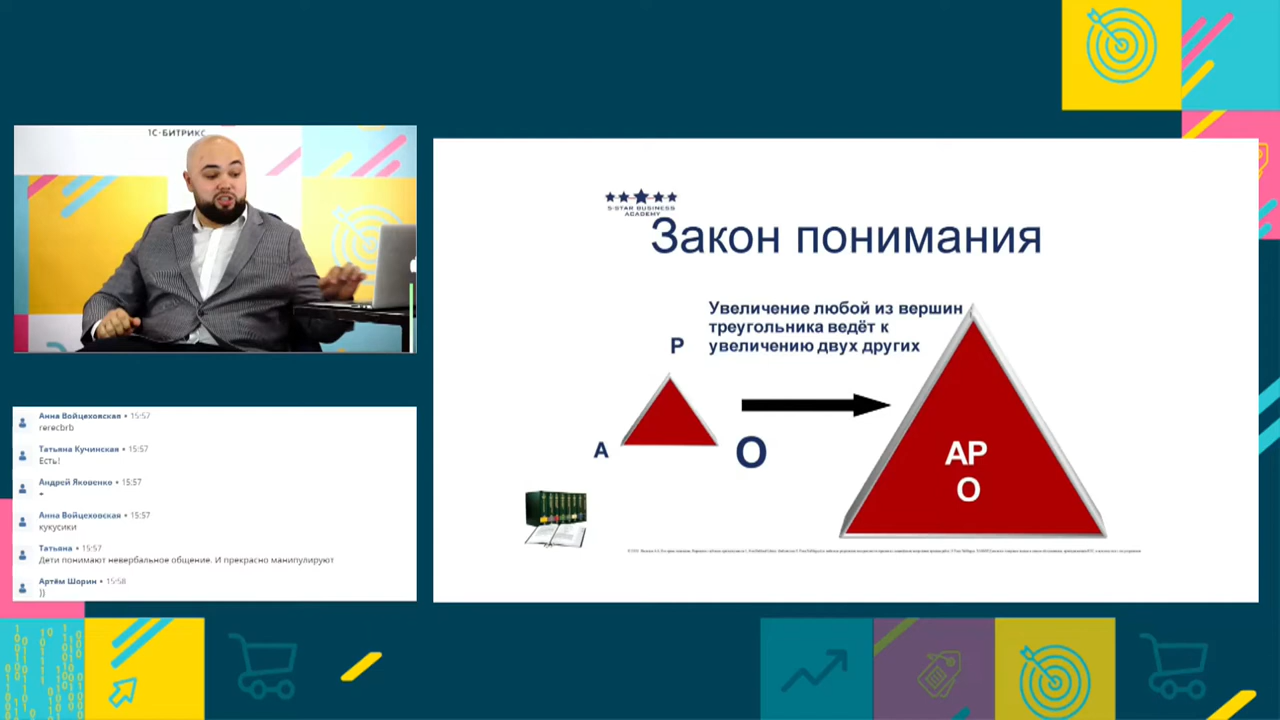 1С·БИТРИКС
Анна Войцеховская • 15:57
rerecbrb
Татьяна Кучинская • 15:57
Есть!
Андрей Яковенко • 15:57
Анна Войцеховская • 15:57
кукусики
Татьяна • 15:57
Дети понимают невербальное общение. И прекрасно манипулируют
Артём Шорин • 15:58
))
5-STAR BUSINESS
ACADEMY
Закон понимания
Увеличение любой из вершин
треугольника ведёт к
увеличению двух других
Р
А
О
АР
О